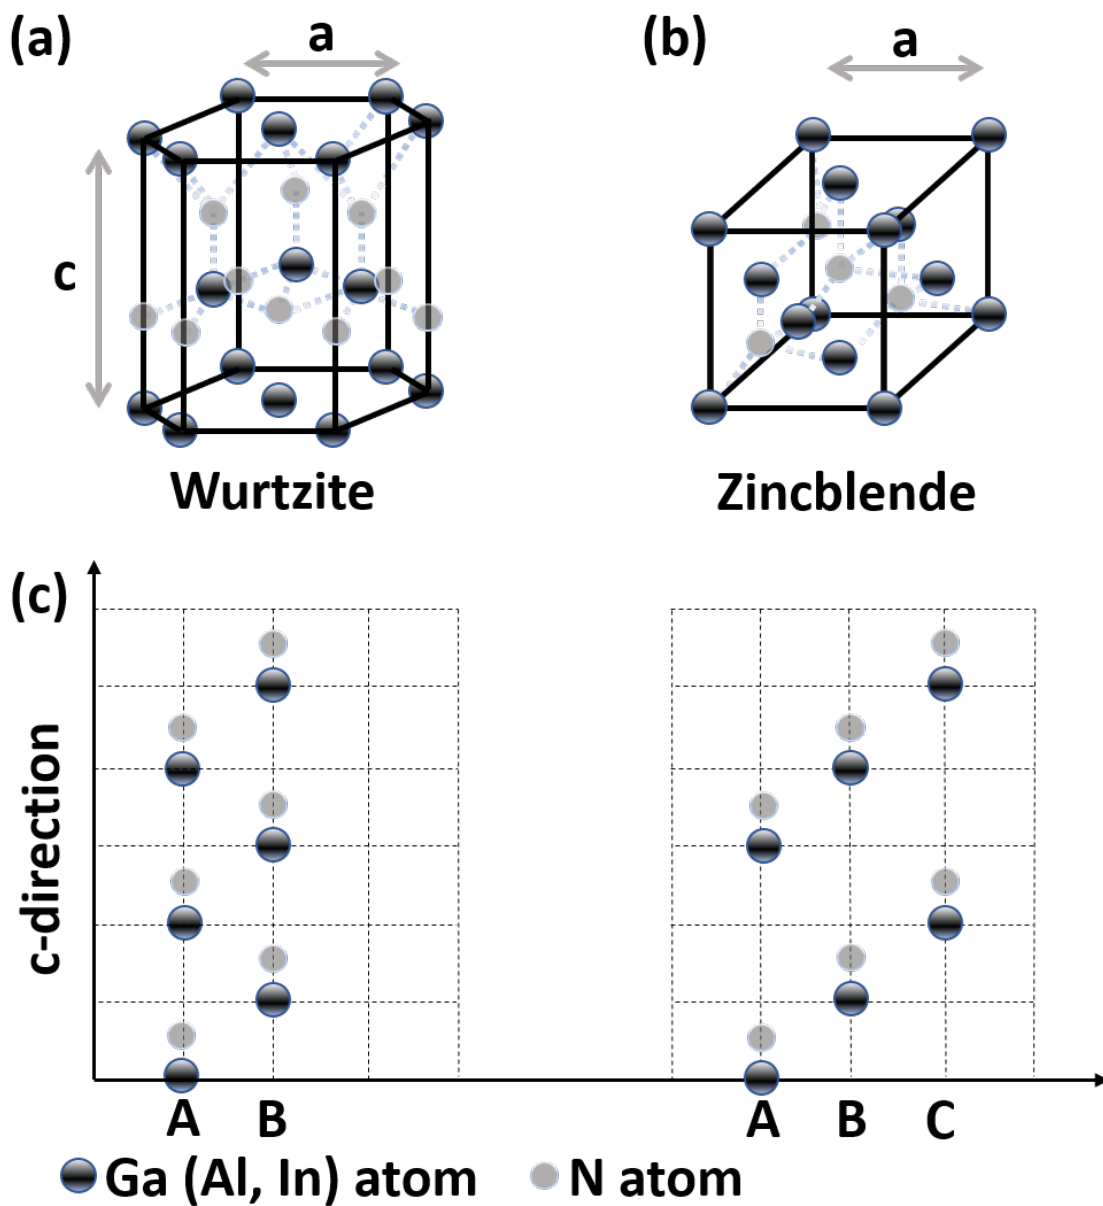 (a)
a
c
Wurtzite
(b)
a
Zincblende
(c)
c-direction
A B
A B C
Ga (Al, In) atom
N atom